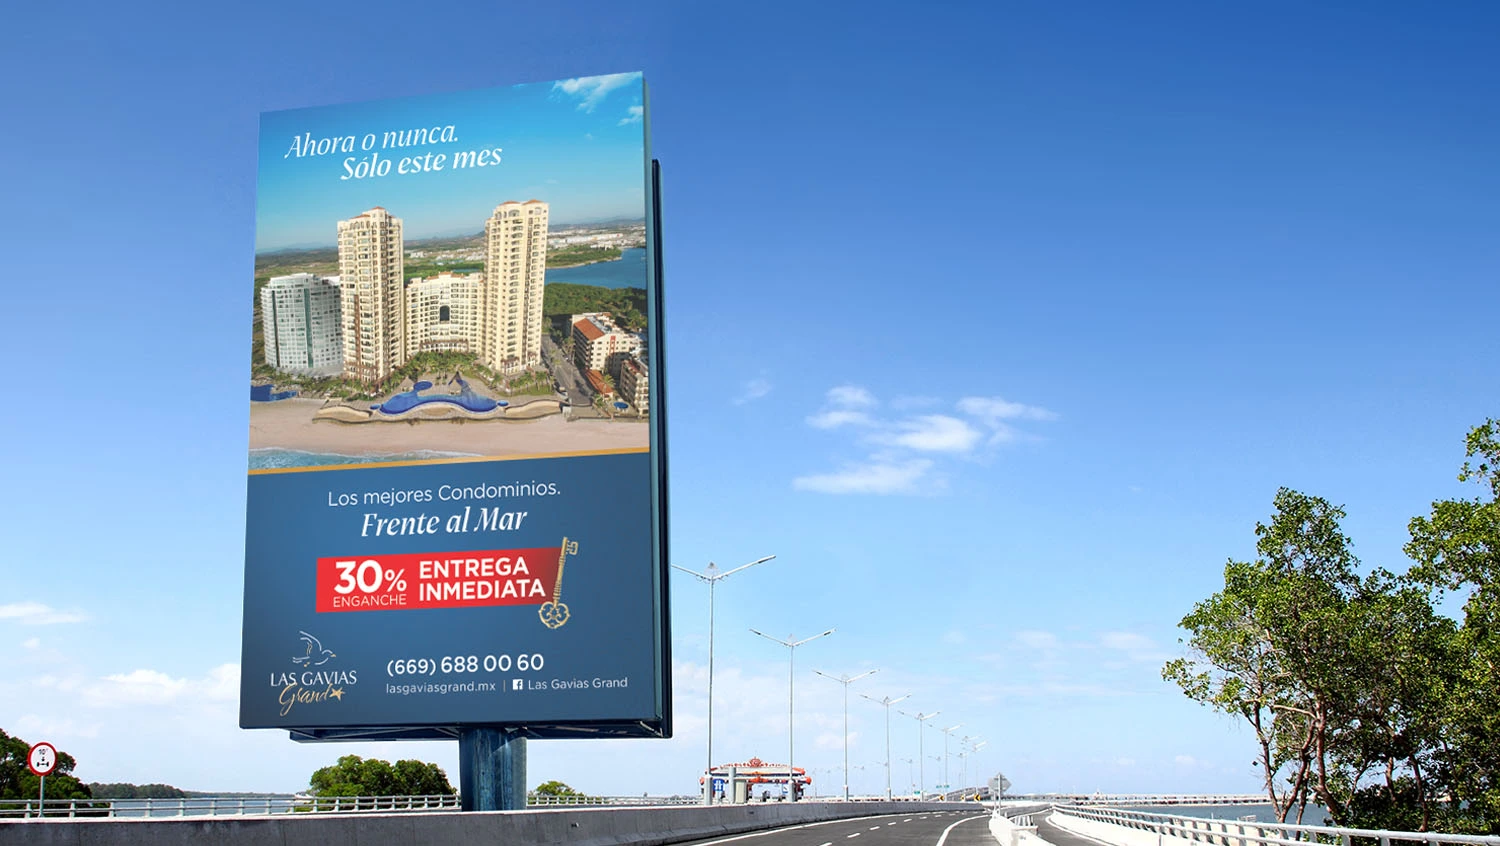 Ahora o nunca.
Sólo este mes
Los mejores Condominios.
Frente al Mar
30%
ENGANCHE
ENTREGA
INMEDIATA
LAS GAVIAS
Grand
(669) 688 00 60
lasgaviasgrand.mx | Las Gavias Grand